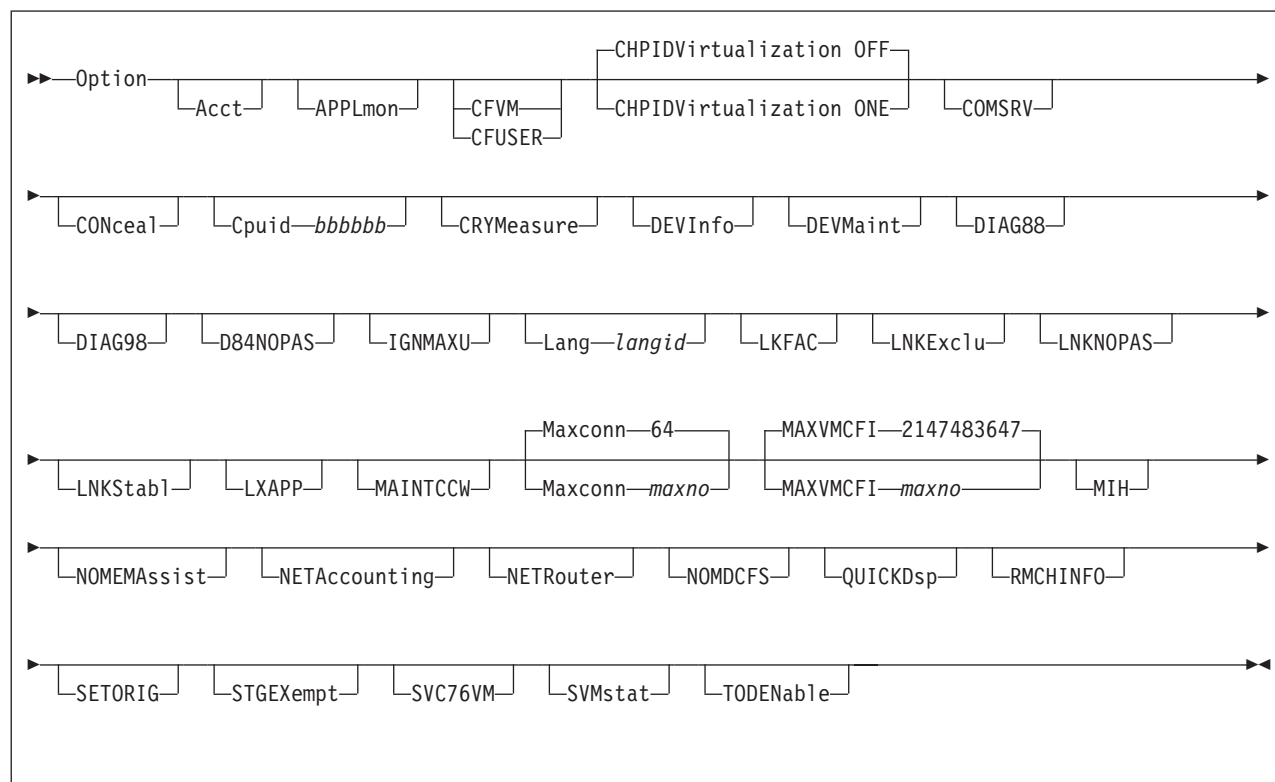 CHPIDVirtualization OFF
Option
Acct APPLmon CFVM CHPIDVirtualization ONE COMSRV
CFUSER
CONceal Cpuid bbbbbb CRYMeasure DEVInfo DEVMaint DIAG88
DIAG98 D84NOPAS IGNMAXU Lang langid LKFAC LNKExclu LNKNOPAS
Maxconn 64 MAXVMCFI 2147483647
LNKStabl LXAPP MAINTCCW Maxconn maxno MAXVMCFI maxno MIH
NOMEMAssist NETAccounting NETRouter NOMDCFS QUICKDsp RMCHINFO
SETORIG STGEXempt SVC76VM SVMstat TODENable